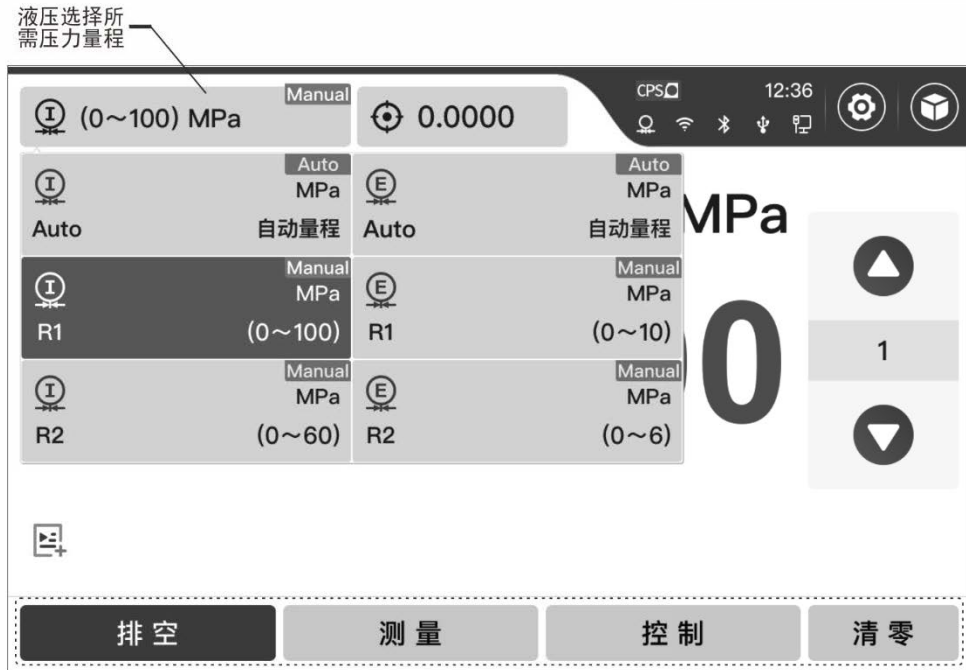 液压选择所
需压力量程
(0～100) MPa
Manual
0.0000
CPS
12:36
Auto
MPa
Auto
自动量程
Auto
MPa
Auto
自动量程
MPa
Manual
MPa
R1
(0～100)
Manual
MPa
R1
(0～10)
0
1
Manual
MPa
R2
(0～60)
Manual
MPa
R2
(0～6)
排空
测量
控制
清零